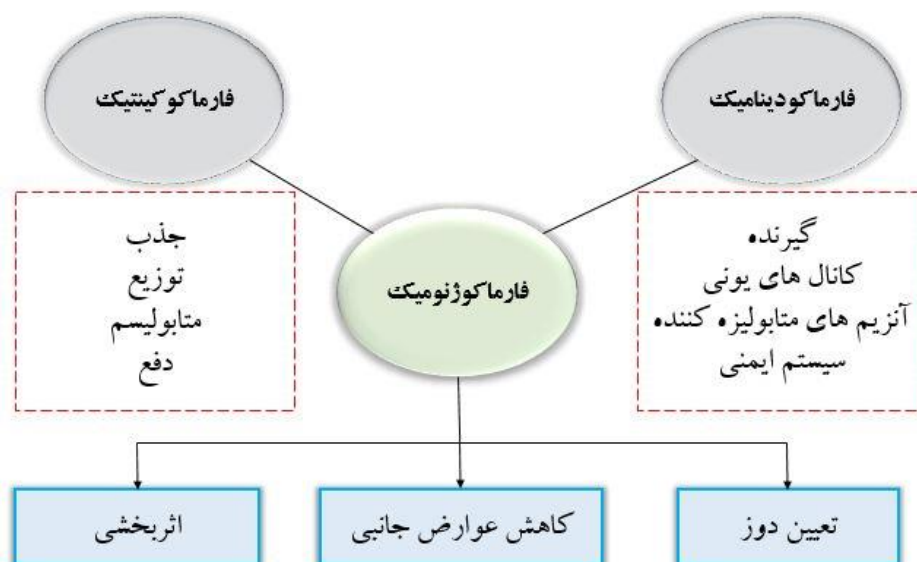 فارماکودینامیک
فارماکوکینتیک
گیرنده
کانال های یونی
آنزیم های متابولیزه کننده
سیستم ایمنی
فارماکوژنومیک
جذب
توزیع
متابولیسم
دفع
تعیین دوز
کاهش عوارض جانبی
اثربخشی